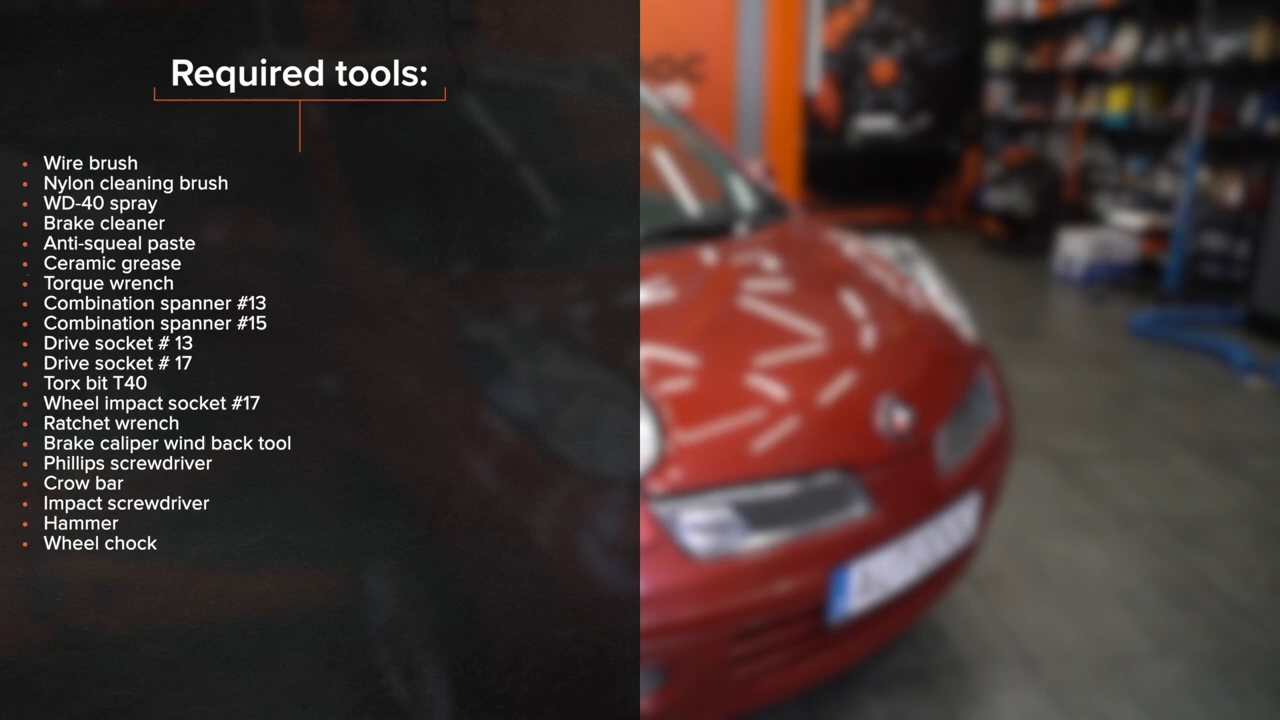 Required tools:
• Wire brush
• Nylon cleaning brush
• WD-40 spray
• Brake cleaner
• Anti-squeal paste
• Ceramic grease
• Torque wrench
• Combination spanner #13
• Combination spanner #15
• Drive socket # 13
• Drive socket # 17
• Torx bit T40
• Wheel impact socket #17
• Ratchet wrench
• Brake caliper wind back tool
• Phillips screwdriver
• Crow bar
• Impact screwdriver
• Hammer
• Wheel chock